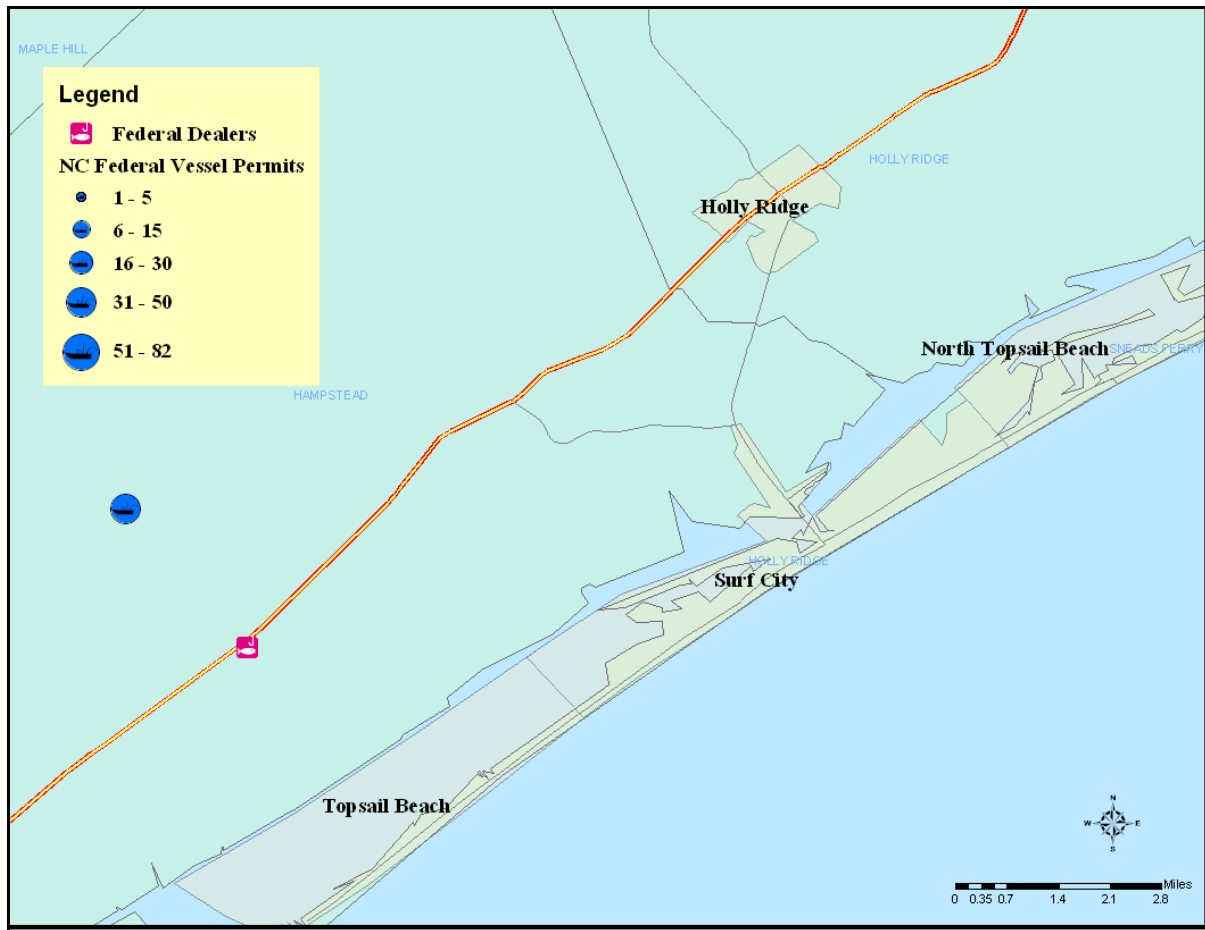 MAPLE HILL
Legend
Federal Dealers
NC Federal Vessel Permits
1 - 5
6 - 15
16 - 30
31 - 50
51 - 82
HOLLY RIDGE
Holly Ridge
North Topsail Beach
SNEADS FERRY
HAMPSTEAD
HOLLY RIDGE
Surf City
Topsail Beach
N
W E
S
Miles
0 0.35 0.7 1.4 2.1 2.8